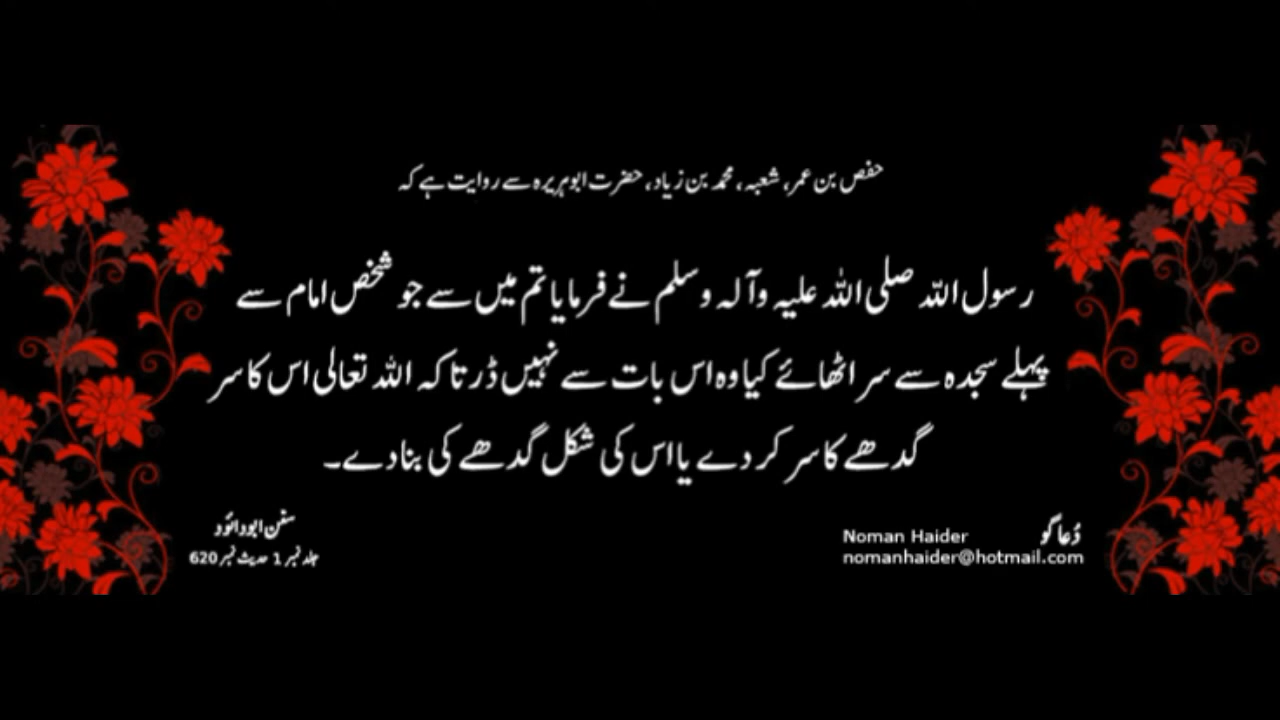 حفص بن عمر، شعبہ، محمد بن زیاد، حضرت ابوہریرہ سے روایت ہے کہ
رسول اللہ صلی اللہ علیہ وآلہ وسلم نے فرمایا تم میں سے جو شخص امام سے
پہلے سجدہ سے سر اٹھائے کیا وہ اس بات سے نہیں ڈرتا کہ اللہ تعالی اس کا سر
گدھے کا سر کر دے یا اس کی شکل گدھے کی بنا دے۔
دُعا گو Noman Haider
nomanhaider@hotmail.com
سنن ابوداؤد
جلد نمبر 1 حدیث نمبر 620